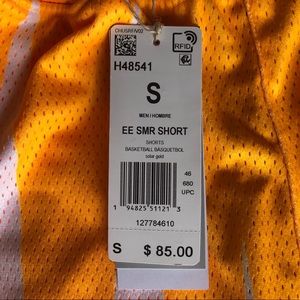 CHUSRFIV03
RFID
H48541
S
MEN / HOMBRE
EE SMR SHORT
SHORTS
BASKETBALL BASQUETBOL
solar gold
46
680
UPC
1 94825 51121 3
127784610
S $ 85.00